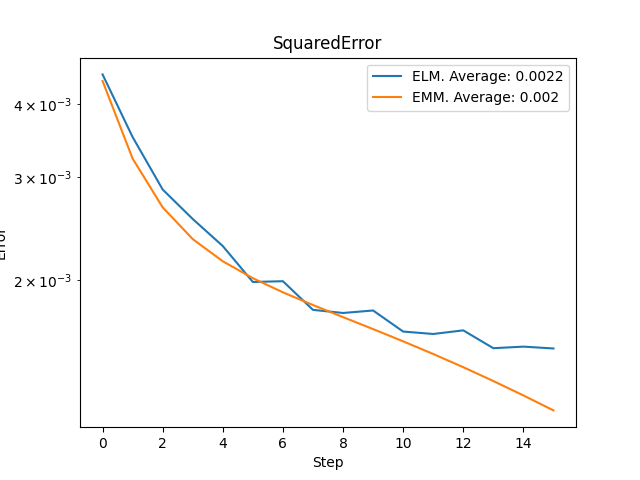 SquaredError
ELM. Average: 0.0022
EMM. Average: 0.002
4 × 10⁻³
3 × 10⁻³
2 × 10⁻³
Error
0 2 4 6 8 10 12 14
Step